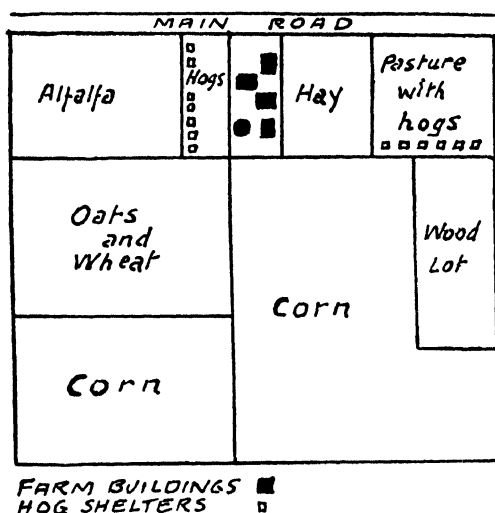 MAIN ROAD
Alfalfa
Hogs
Hay
Pasture
with
hogs
Oats
and
Wheat
Wood
Lot
Corn
Corn
FARM BUILDINGS
HOG SHELTERS